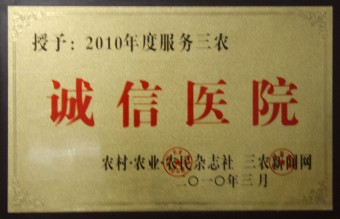 授予：2010年度服务三农
诚信医院
农村·农业·农民杂志社 三农新闻网
二〇一〇年三月